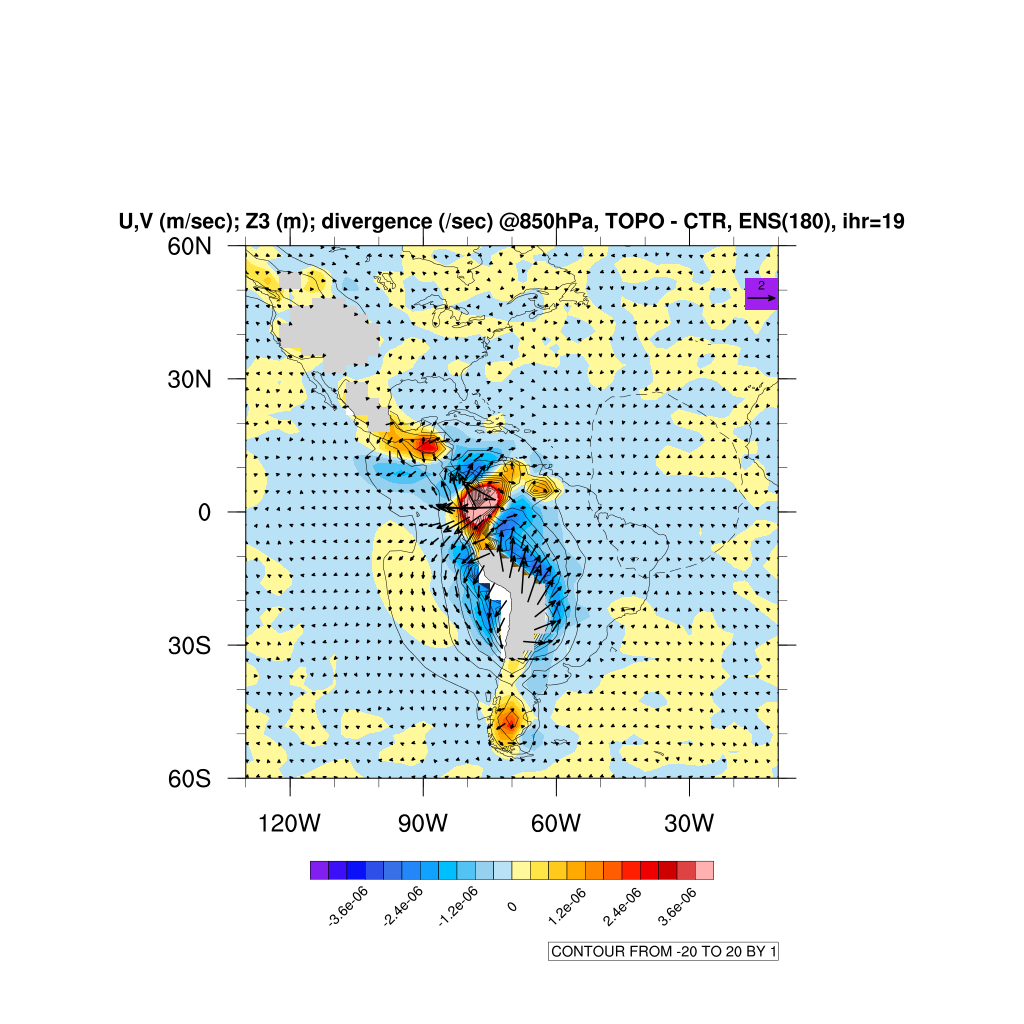 U,V (m/sec); Z3 (m); divergence (/sec) @850hPa, TOPO - CTR, ENS(180), ihr=19
60N
2
30N
0
30S
60S
120W 90W 60W 30W
-3.6e-06 -2.4e-06 -1.2e-06 0 1.2e-06 2.4e-06 3.6e-06
CONTOUR FROM -20 TO 20 BY 1